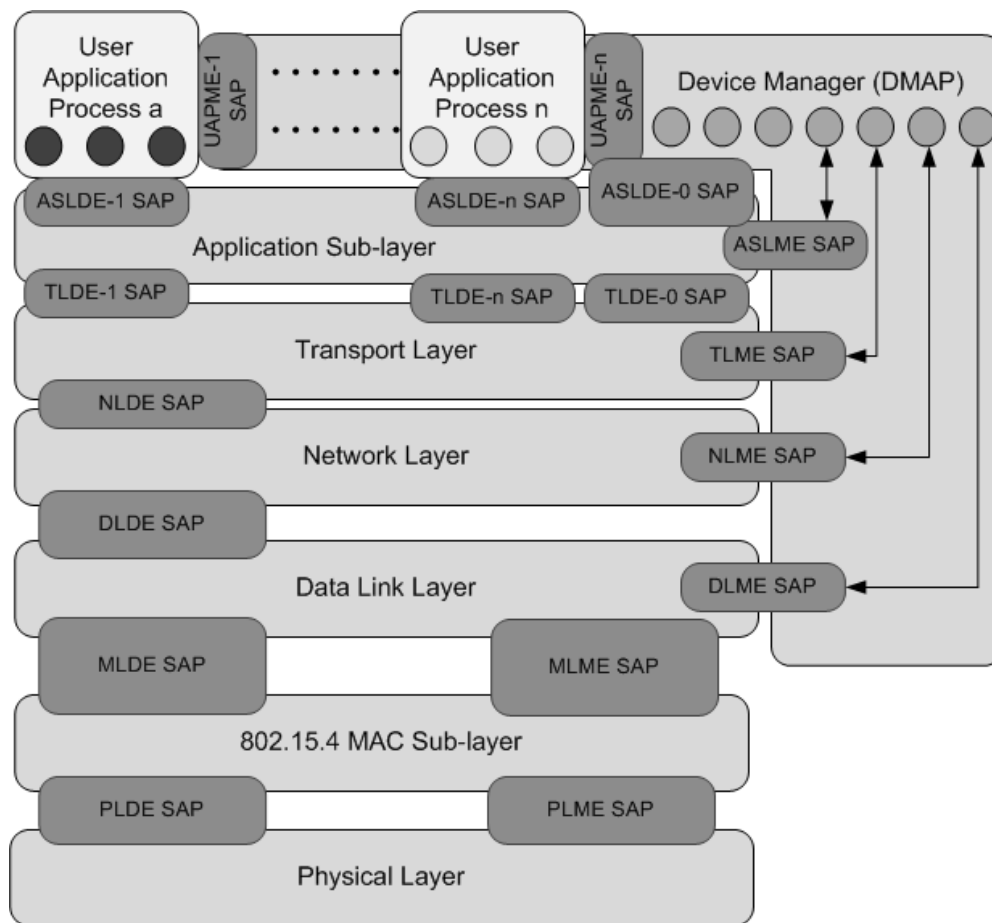 User
Application
Process a
UAPME-1
SAP
User
Application
Process n
UAPME-n
SAP
Device Manager (DMAP)
ASLDE-1 SAP
ASLDE-n SAP
ASLDE-0 SAP
Application Sub-layer
ASLME SAP
TLDE-1 SAP
TLDE-n SAP
TLDE-0 SAP
Transport Layer
TLME SAP
NLDE SAP
Network Layer
NLME SAP
DLDE SAP
Data Link Layer
DLME SAP
MLDE SAP
MLME SAP
802.15.4 MAC Sub-layer
PLDE SAP
PLME SAP
Physical Layer